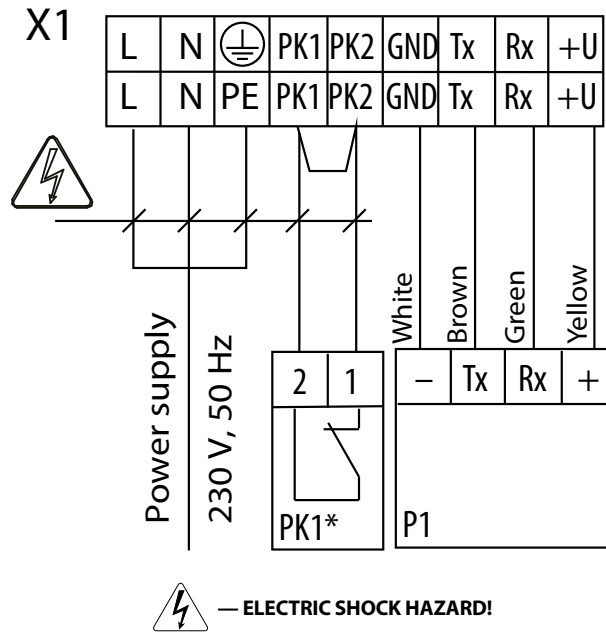 X1
L N PK1 PK2 GND Tx Rx +U
L N PE PK1 PK2 GND Tx Rx +U
White
Brown
Green
Yellow
Power supply
230 V, 50 Hz
2 1
– Tx Rx +
PK1*
P1
— ELECTRIC SHOCK HAZARD!